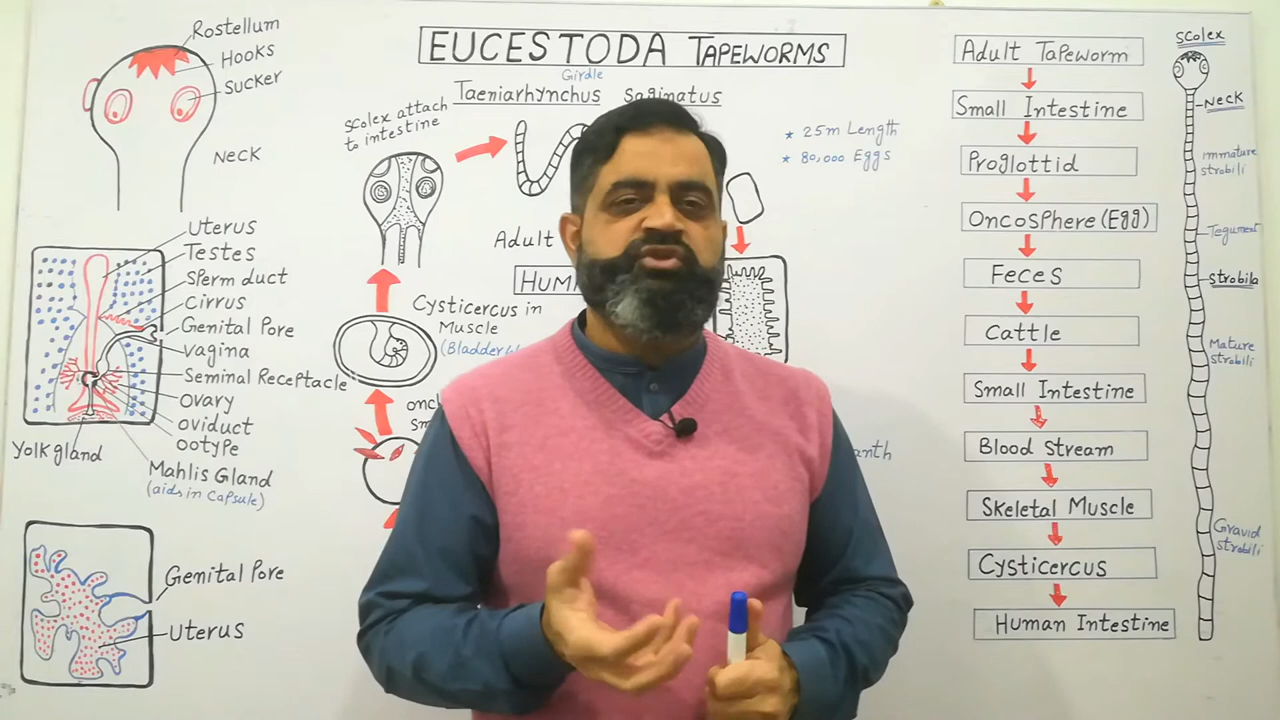 EUCESTODA TAPEWORMS
Girdle
Taeniarhynchus Saginatus
* 25m Length
* 80,000 Eggs
Rostellum
Hooks
Sucker
Neck
Uterus
Testes
Sperm duct
Cirrus
Genital Pore
vagina
Seminal Receptacle
ovary
oviduct
ootype
Yolk gland
Mahlis Gland
(aids in Capsule)
Genital Pore
Uterus
Scolex attach
to intestine
Adult
Cysticercus in
Muscle
Adult Tapeworm
Small Intestine
Proglottid
Oncosphere (Egg)
Feces
Cattle
Small Intestine
Blood Stream
Skeletal Muscle
Cysticercus
Human Intestine
Scolex
Neck
immature
strobili
Tegument
strobila
Mature
strobili
Gravid
strobili